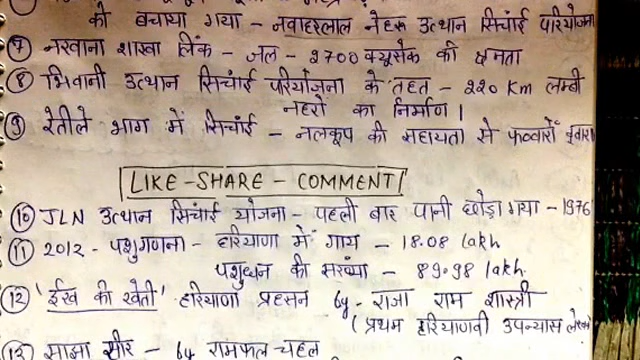 को बचाया गया - जवाहरलाल नेहरू उत्थान सिंचाई परियोजना
⑦ नरवाना शाखा लिंक - जल - 2700 क्यूसेक की क्षमता
⑧ भिवानी उत्थान सिंचाई परियोजना के तहत - 220 Km लम्बी
नहरों का निर्माण।
⑨ रेतीले भाग में सिंचाई - नलकूप की सहायता से फव्वारों द्वारा
LIKE - SHARE - COMMENT
⑩ JLN उत्थान सिंचाई योजना - पहली बार पानी छोड़ा गया - 1976
⑪ 2012 - पशुगणना - हरियाणा में गाय - 18.08 lakh
पशुधन की संख्या - 89.98 lakh.
⑫ 'ईख की खेती' हरियाणा प्रहसन by - राजा राम शास्त्री
(प्रथम हरियाणवी उपन्यास लेखक
⑬ साझा सीर - by रामफल चहल